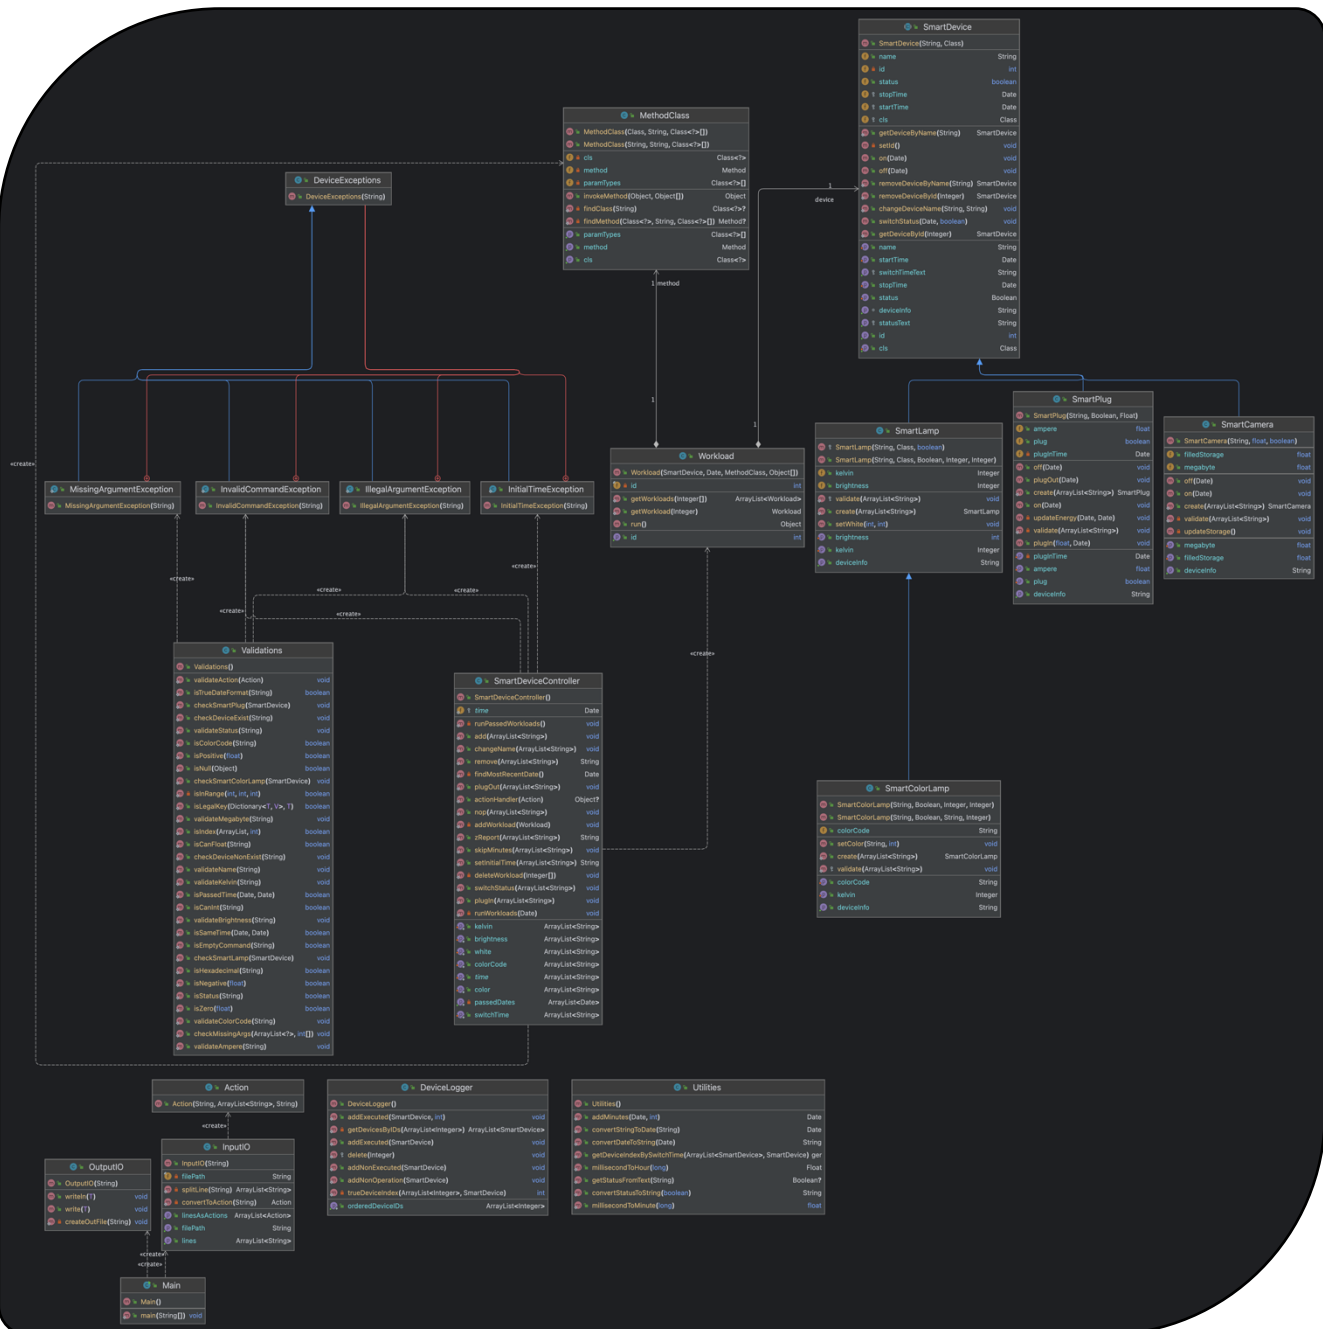 SmartDevice
SmartDevice(String, Class)
name String
id int
status boolean
stopTime Date
startTime Date
cls Class
getDeviceByName(String) SmartDevice
setId() void
on(Date) void
off(Date) void
removeDeviceByName(String) SmartDevice
removeDeviceById(Integer) SmartDevice
changeDeviceName(String, String) void
switchStatus(Date, boolean) void
getDeviceById(Integer) SmartDevice
name String
startTime Date
switchTimeText String
stopTime Date
status Boolean
deviceInfo String
statusText String
id int
cls Class
MethodClass
MethodClass(Class, String, Class<?>[])
MethodClass(String, String, Class<?>[])
cls Class<?>
method Method
paramTypes Class<?>[]
invokeMethod(Object, Object[]) Object
findClass(String) Class<?>?
findMethod(Class<?>, String, Class<?>[]) Method?
paramTypes Class<?>[]
method Method
cls Class<?>
DeviceExceptions
DeviceExceptions(String)
1
device
1 method
1
1
«create»
MissingArgumentException
MissingArgumentException(String)
InvalidCommandException
InvalidCommandException(String)
IllegalArgumentException
IllegalArgumentException(String)
InitialTimeException
InitialTimeException(String)
Workload
Workload(SmartDevice, Date, MethodClass, Object[])
id int
getWorkloads(Integer[]) ArrayList<Workload>
getWorkload(Integer) Workload
run() Object
id int
SmartLamp
SmartLamp(String, Class, boolean)
SmartLamp(String, Class, Boolean, Integer, Integer)
kelvin Integer
brightness Integer
validate(ArrayList<String>) void
create(ArrayList<String>) SmartLamp
setWhite(int, int) void
brightness int
kelvin Integer
deviceInfo String
SmartPlug
SmartPlug(String, Boolean, Float)
ampere float
plug boolean
pluginTime Date
off(Date) void
plugOut(Date) void
create(ArrayList<String>) SmartPlug
on(Date) void
updateEnergy(Date, Date) void
validate(ArrayList<String>) void
plugIn(float, Date) void
pluginTime Date
ampere float
plug boolean
deviceInfo String
SmartCamera
SmartCamera(String, float, boolean)
filledStorage float
megabyte float
off(Date) void
on(Date) void
create(ArrayList<String>) SmartCamera
validate(ArrayList<String>) void
updateStorage() void
megabyte float
filledStorage float
deviceInfo String
«create»
«create»
«create»
«create»
«create»
«create»
«create»
Validations
Validations()
validateAction(Action) void
isTrueDateFormat(String) boolean
checkSmartPlug(SmartDevice) void
checkDeviceExist(String) void
validateStatus(String) void
isColorCode(String) boolean
isPositive(float) boolean
isNull(Object) boolean
checkSmartColorLamp(SmartDevice) void
isInRange(int, int, int) boolean
isLegalKey(Dictionary<T, V>, T) boolean
validateMegabyte(String) void
isIndex(ArrayList, int) boolean
isCanFloat(String) boolean
checkDeviceNonExist(String) void
validateName(String) void
validateKelvin(String) void
isPassedTime(Date, Date) boolean
isCanInt(String) boolean
validateBrightness(String) void
isSameTime(Date, Date) boolean
isEmptyCommand(String) boolean
checkSmartLamp(SmartDevice) void
isHexadecimal(String) boolean
isNegative(float) boolean
isStatus(String) boolean
isZero(float) boolean
validateColorCode(String) void
checkMissingArgs(ArrayList<?>, int[]) void
validateAmpere(String) void
SmartDeviceController
SmartDeviceController()
time Date
runPassedWorkloads() void
add(ArrayList<String>) void
changeName(ArrayList<String>) void
remove(ArrayList<String>) String
findMostRecentDate() Date
plugOut(ArrayList<String>) void
actionHandler(Action) Object?
nop(ArrayList<String>) void
addWorkload(Workload) void
zReport(ArrayList<String>) String
skipMinutes(ArrayList<String>) void
setInitialTime(ArrayList<String>) String
deleteWorkload(Integer[]) void
switchStatus(ArrayList<String>) void
plugIn(ArrayList<String>) void
runWorkloads(Date) void
kelvin ArrayList<String>
brightness ArrayList<String>
white ArrayList<String>
colorCode ArrayList<String>
time ArrayList<String>
color ArrayList<String>
passedDates ArrayList<Date>
switchTime ArrayList<String>
SmartColorLamp
SmartColorLamp(String, Boolean, Integer, Integer)
SmartColorLamp(String, Boolean, String, Integer)
colorCode String
setColor(String, int) void
create(ArrayList<String>) SmartColorLamp
validate(ArrayList<String>) void
colorCode String
kelvin Integer
deviceInfo String
Action
Action(String, ArrayList<String>, String)
«create»
InputIO
InputIO(String)
filePath String
splitLine(String) ArrayList<String>
convertToAction(String) Action
linesAsActions ArrayList<Action>
filePath String
lines ArrayList<String>
OutputIO
OutputIO(String)
writeln(T) void
write(T) void
createOutFile(String) void
«create»
«create»
Main
Main()
main(String[]) void
DeviceLogger
DeviceLogger()
addExecuted(SmartDevice, int) void
getDevicesByIDs(ArrayList<Integer>) ArrayList<SmartDevice>
addExecuted(SmartDevice) void
delete(Integer) void
addNonExecuted(SmartDevice) void
addNonOperation(SmartDevice) void
trueDeviceIndex(ArrayList<Integer>, SmartDevice) int
orderedDeviceIDs ArrayList<Integer>
Utilities
Utilities()
addMinutes(Date, int) Date
convertStringToDate(String) Date
convertDateToString(Date) String
getDeviceIndexBySwitchTime(ArrayList<SmartDevice>, SmartDevice) ger
millisecondToHour(long) Float
getStatusFromText(String) Boolean?
convertStatusToString(boolean) String
millisecondToMinute(long) float